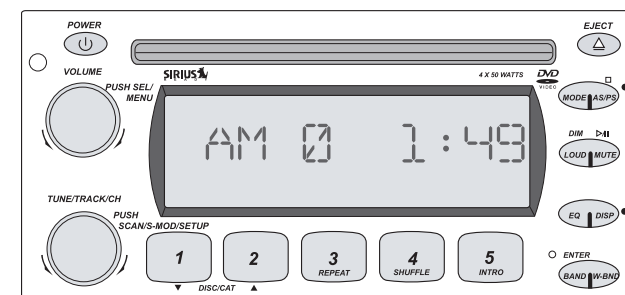 POWER
EJECT
VOLUME
PUSH SEL/
MENU
SIRIUS
4 X 50 WATTS
DVD
VIDEO
MODE AS/PS
AM 0 1:49
DIM
LOUD MUTE
TUNE/TRACK/CH
PUSH
SCAN/S-MOD/SETUP
EQ DISP
1
2
3
REPEAT
4
SHUFFLE
5
INTRO
ENTER
BAND W-BND
DISC/CAT